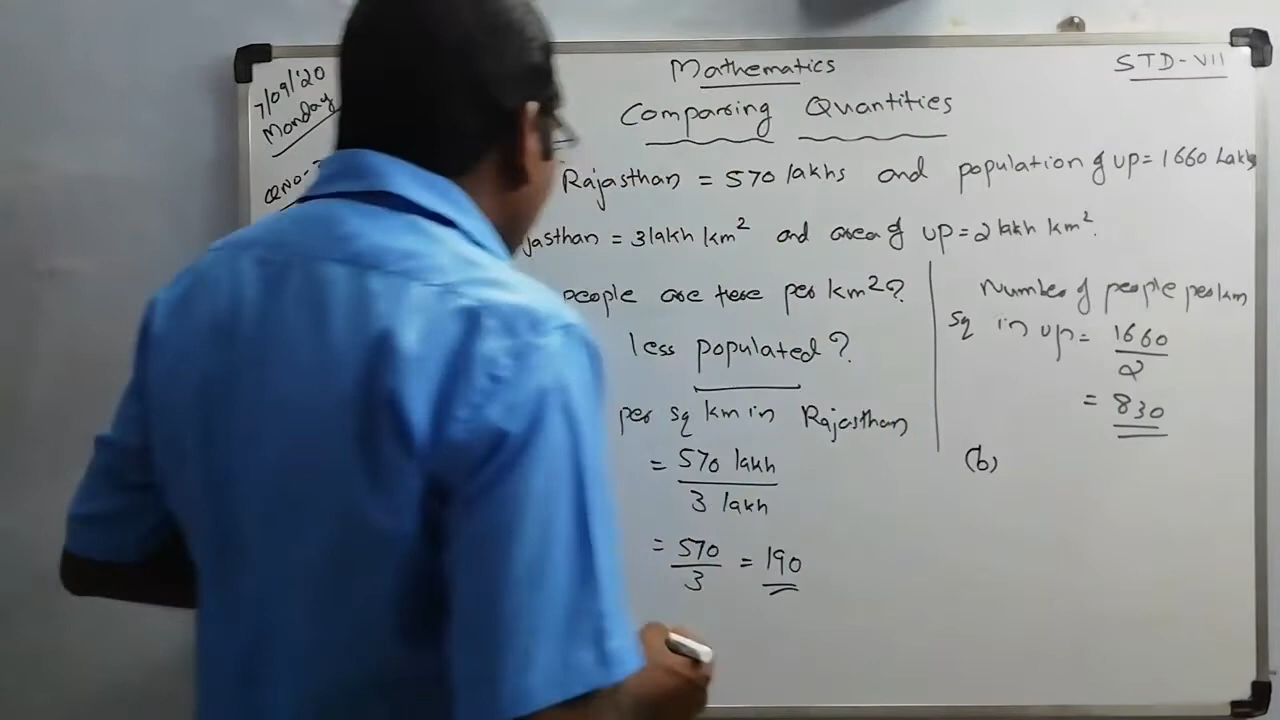 Mathematics
STD-VII
7/09/'20
Monday
Comparing Quantities
QNO-
Rajasthan = 570 lakhs and population of UP = 1660 Lakhs
jasthan = 3 lakh km² and area of UP = 2 lakh km².
people are tere per km²?
less populated?
per sq km in Rajasthan
= 570 lakh
3 lakh
= 570/3 = 190
Number of people per km
sq in up = 1660/2
= 830
(b)